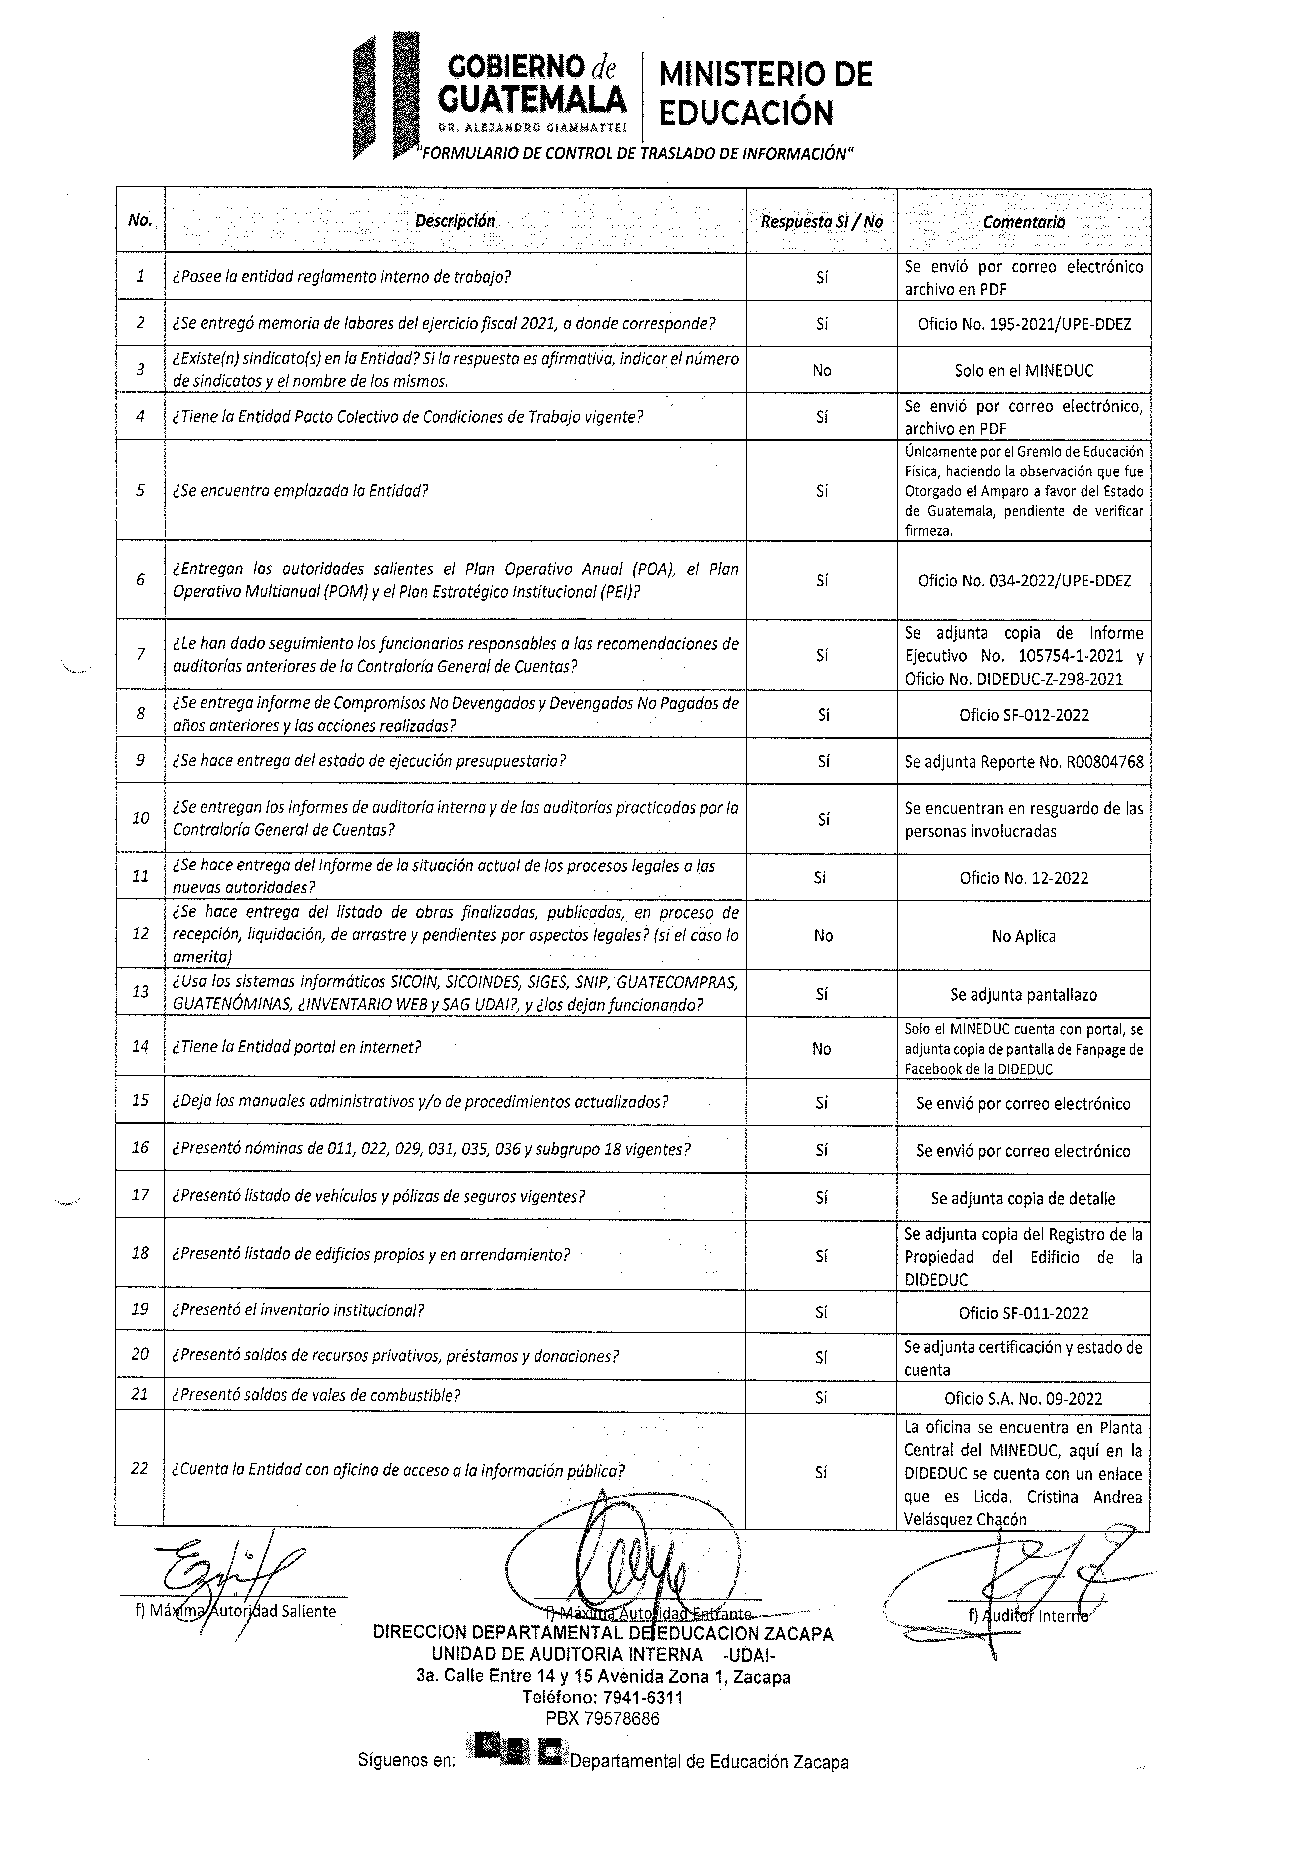 GOBIERNO de
GUATEMALA
DR. ALEJANDRO GIAMMATTEI
MINISTERIO DE
EDUCACIÓN
"FORMULARIO DE CONTROL DE TRASLADO DE INFORMACIÓN"
No. Descripción Respuesta Sí / No Comentario
1 ¿Posee la entidad reglamento interno de trabajo? Sí Se envió por correo electrónico
archivo en PDF
2 ¿Se entregó memoria de labores del ejercicio fiscal 2021, a donde corresponde? Sí Oficio No. 195-2021/UPE-DDEZ
3 ¿Existe(n) sindicato(s) en la Entidad? Si la respuesta es afirmativa, indicar el número
de sindicatos y el nombre de los mismos. No Solo en el MINEDUC
4 ¿Tiene la Entidad Pacto Colectivo de Condiciones de Trabajo vigente? Sí Se envió por correo electrónico,
archivo en PDF
5 ¿Se encuentra emplazada la Entidad? Sí Únicamente por el Gremio de Educación
Física, haciendo la observación que fue
Otorgado el Amparo a favor del Estado
de Guatemala, pendiente de verificar
firmeza.
6 ¿Entregan las autoridades salientes el Plan Operativo Anual (POA), el Plan
Operativo Multianual (POM) y el Plan Estratégico Institucional (PEI)? Sí Oficio No. 034-2022/UPE-DDEZ
7 ¿Le han dado seguimiento los funcionarios responsables a las recomendaciones de
auditorías anteriores de la Contraloría General de Cuentas? Sí Se adjunta copia de Informe
Ejecutivo No. 105754-1-2021 y
Oficio No. DIDEDUC-Z-298-2021
8 ¿Se entrega informe de Compromisos No Devengados y Devengados No Pagados de
años anteriores y las acciones realizadas? Sí Oficio SF-012-2022
9 ¿Se hace entrega del estado de ejecución presupuestaria? Sí Se adjunta Reporte No. R00804768
10 ¿Se entregan los informes de auditoría interna y de las auditorías practicadas por la
Contraloría General de Cuentas? Sí Se encuentran en resguardo de las
personas involucradas
11 ¿Se hace entrega del Informe de la situación actual de los procesos legales a las
nuevas autoridades? Sí Oficio No. 12-2022
12 ¿Se hace entrega del listado de obras finalizadas, publicadas, en proceso de
recepción, liquidación, de arrastre y pendientes por aspectos legales? (si el caso lo
amerita) No No Aplica
13 ¿Usa los sistemas informáticos SICOIN, SICOINDES, SIGES, SNIP, GUATECOMPRAS,
GUATENÓMINAS, ¿INVENTARIO WEB y SAG UDAI?, y ¿los dejan funcionando? Sí Se adjunta pantallazo
14 ¿Tiene la Entidad portal en internet? No Solo el MINEDUC cuenta con portal, se
adjunta copia de pantalla de Fanpage de
Facebook de la DIDEDUC
15 ¿Deja los manuales administrativos y/o de procedimientos actualizados? Sí Se envió por correo electrónico
16 ¿Presentó nóminas de 011, 022, 029, 031, 035, 036 y subgrupo 18 vigentes? Sí Se envió por correo electrónico
17 ¿Presentó listado de vehículos y pólizas de seguros vigentes? Sí Se adjunta copia de detalle
18 ¿Presentó listado de edificios propios y en arrendamiento? Sí Se adjunta copia del Registro de la
Propiedad del Edificio de la
DIDEDUC
19 ¿Presentó el inventario institucional? Sí Oficio SF-011-2022
20 ¿Presentó saldos de recursos privativos, préstamos y donaciones? Sí Se adjunta certificación y estado de
cuenta
21 ¿Presentó saldos de vales de combustible? Sí Oficio S.A. No. 09-2022
22 ¿Cuenta la Entidad con oficina de acceso a la información pública? Sí La oficina se encuentra en Planta
Central del MINEDUC, aquí en la
DIDEDUC se cuenta con un enlace
que es Licda. Cristina Andrea
Velásquez Chacón
f) Máxima Autoridad Saliente f) Máxima Autoridad Entrante f) Auditor Interno
DIRECCION DEPARTAMENTAL DE EDUCACION ZACAPA
UNIDAD DE AUDITORIA INTERNA -UDAI-
3a. Calle Entre 14 y 15 Avenida Zona 1, Zacapa
Teléfono: 7941-6311
PBX 79578686
Síguenos en: Departamental de Educación Zacapa